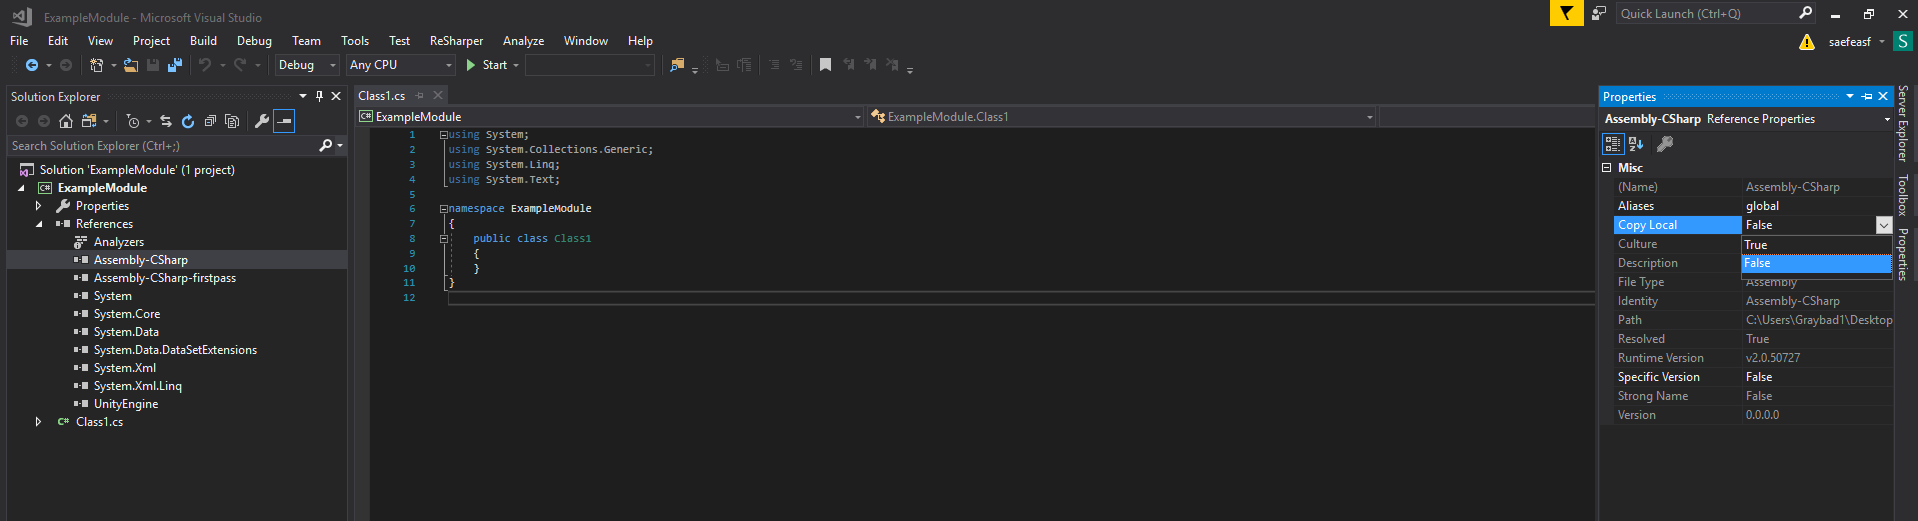 ExampleModule - Microsoft Visual Studio
Quick Launch (Ctrl+Q)
File Edit View Project Build Debug Team Tools Test ReSharper Analyze Window Help
saefeasf
S
Debug
Any CPU
Start
Solution Explorer
Search Solution Explorer (Ctrl+;)
Solution 'ExampleModule' (1 project)
C# ExampleModule
Properties
References
Analyzers
Assembly-CSharp
Assembly-CSharp-firstpass
System
System.Core
System.Data
System.Data.DataSetExtensions
System.Xml
System.Xml.Linq
UnityEngine
C# Class1.cs
Class1.cs
C# ExampleModule
ExampleModule.Class1
1 using System;
2 using System.Collections.Generic;
3 using System.Linq;
4 using System.Text;
5
6 namespace ExampleModule
7 {
8 public class Class1
9 {
10 }
11 }
12
Properties
Assembly-CSharp Reference Properties
Misc
(Name) Assembly-CSharp
Aliases global
Copy Local False
Culture
True
Description
False
File Type Assembly
Identity Assembly-CSharp
Path C:\Users\Graybad1\Desktop
Resolved True
Runtime Version v2.0.50727
Specific Version False
Strong Name False
Version 0.0.0.0
Server Explorer
Toolbox
Properties